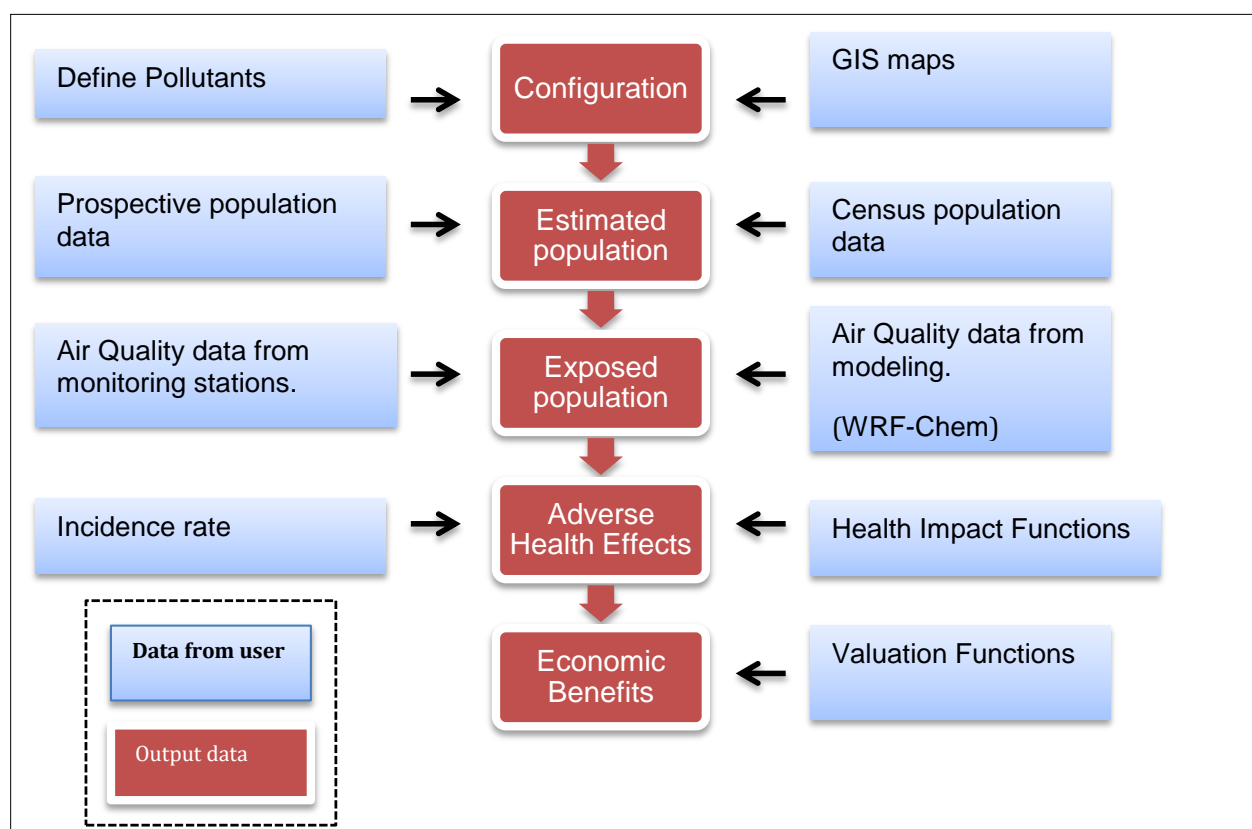 Define Pollutants
Configuration
GIS maps
Prospective population
data
Estimated
population
Census population
data
Air Quality data from
monitoring stations.
Exposed
population
Air Quality data from
modeling.
(WRF-Chem)
Incidence rate
Adverse
Health Effects
Health Impact Functions
Data from user
Economic
Benefits
Valuation Functions
Output data